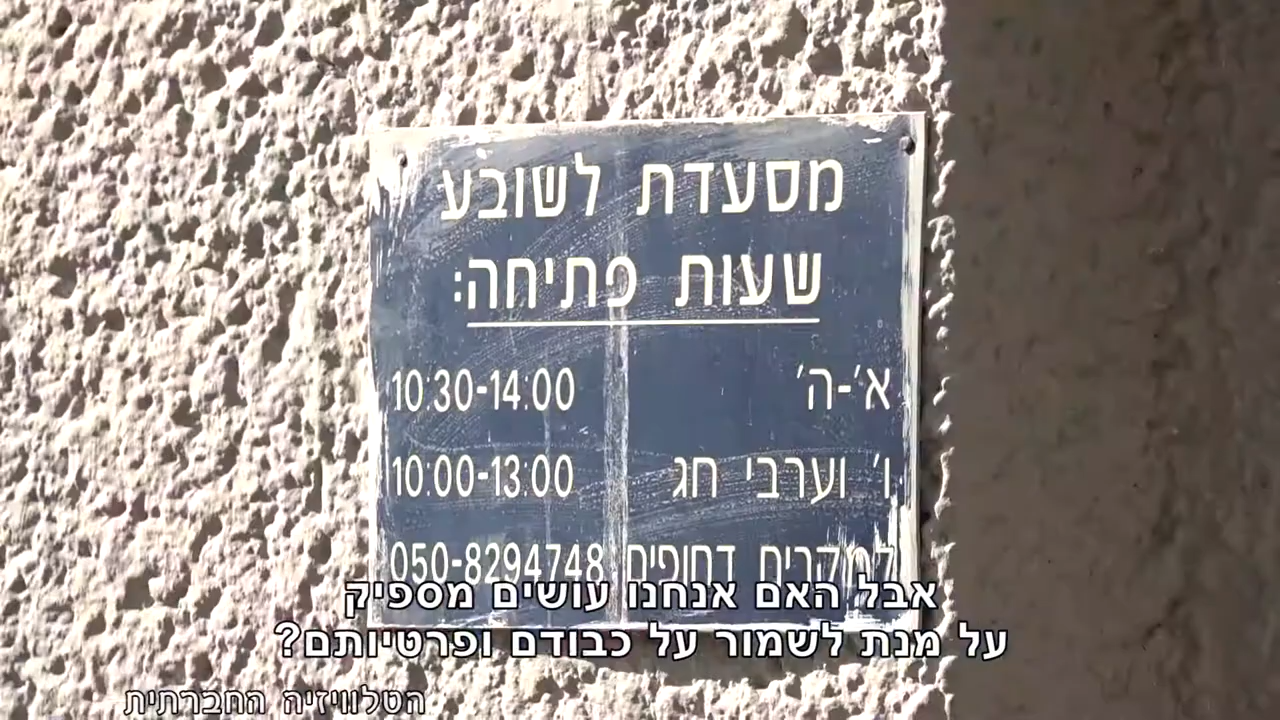 מסעדת לשובע
שעות פתיחה:
א'-ה' 10:30-14:00
ו' וערבי חג 10:00-13:00
למקרים דחופים 050-8294748
אבל האם אנחנו עושים מספיק
על מנת לשמור על כבודם ופרטיותם?
הטלוויזיה החברתית